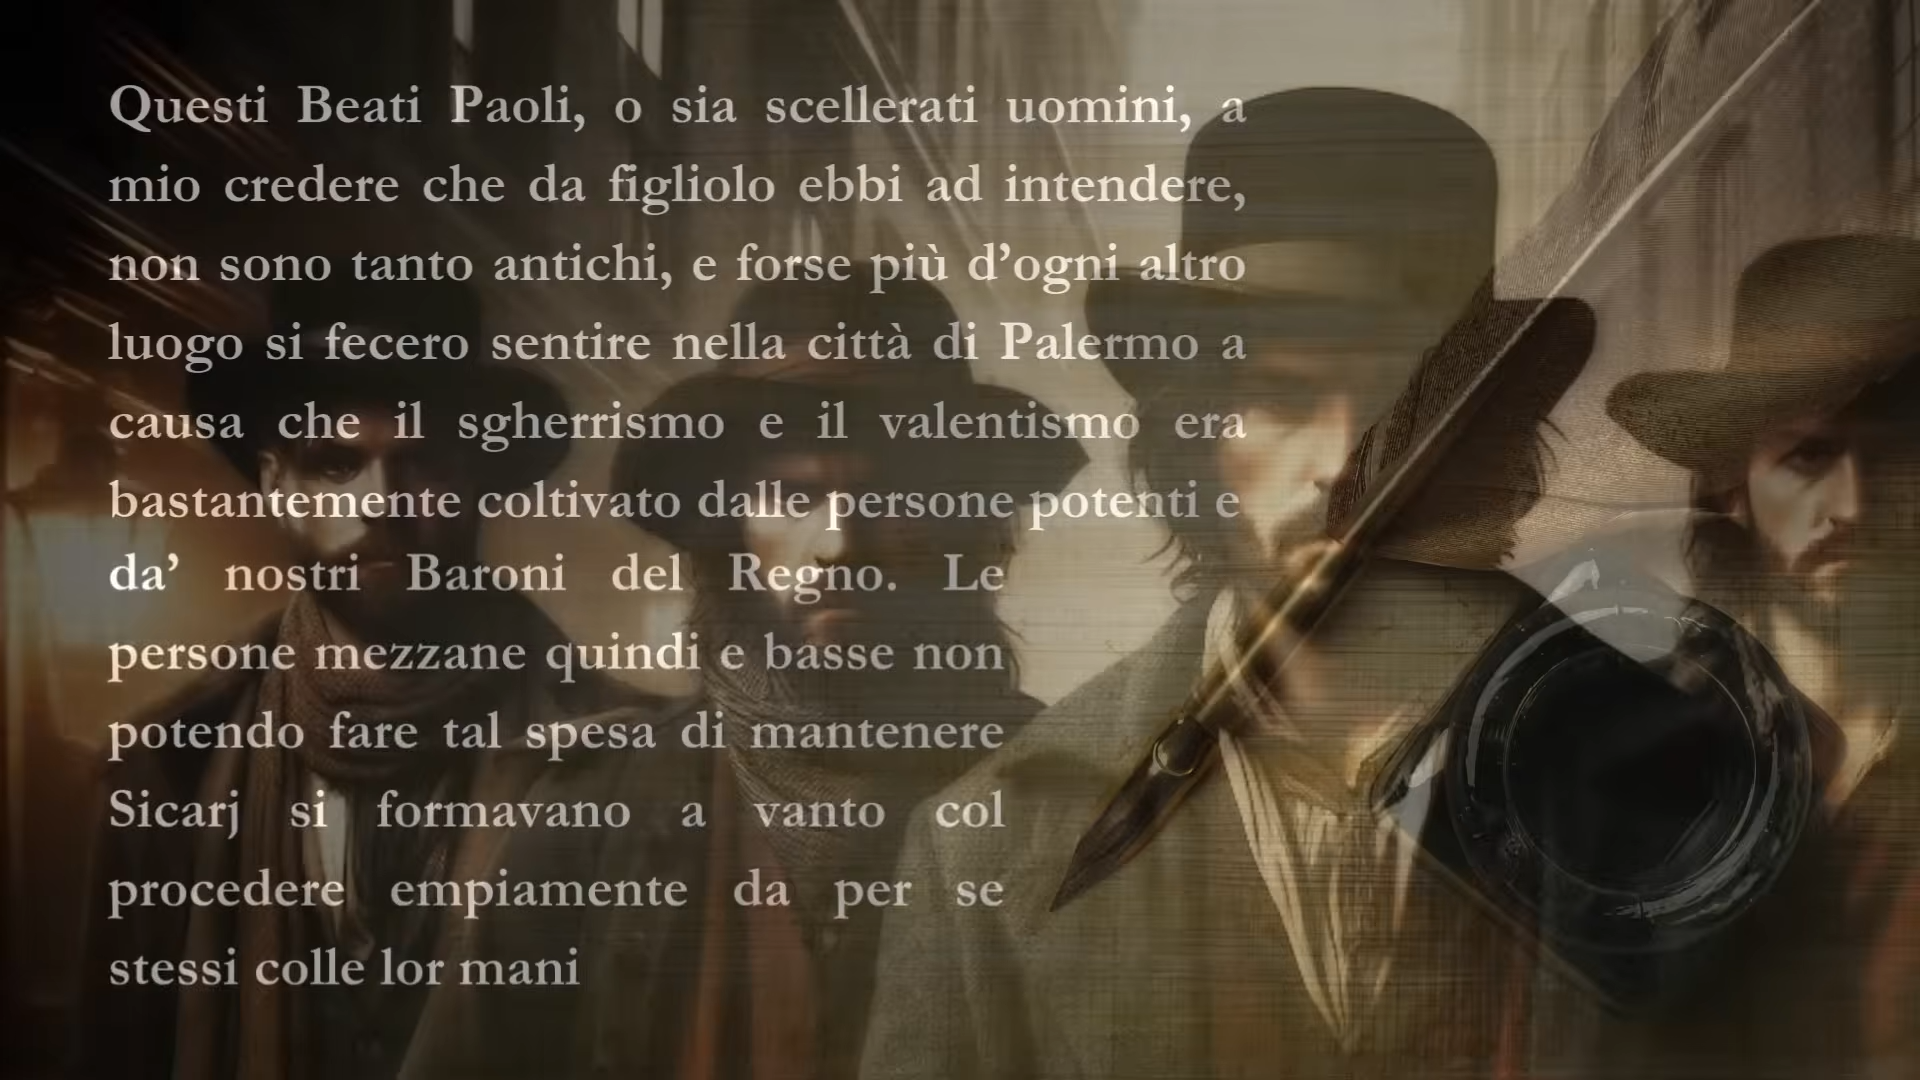 Questi Beati Paoli, o sia scellerati uomini, a
mio credere che da figliolo ebbi ad intendere,
non sono tanto antichi, e forse più d’ogni altro
luogo si fecero sentire nella città di Palermo a
causa che il sgherrismo e il valentismo era
bastantemente coltivato dalle persone potenti e
da’ nostri Baroni del Regno. Le
persone mezzane quindi e basse non
potendo fare tal spesa di mantenere
Sicarj si formavano a vanto col
procedere empiamente da per se
stessi colle lor mani